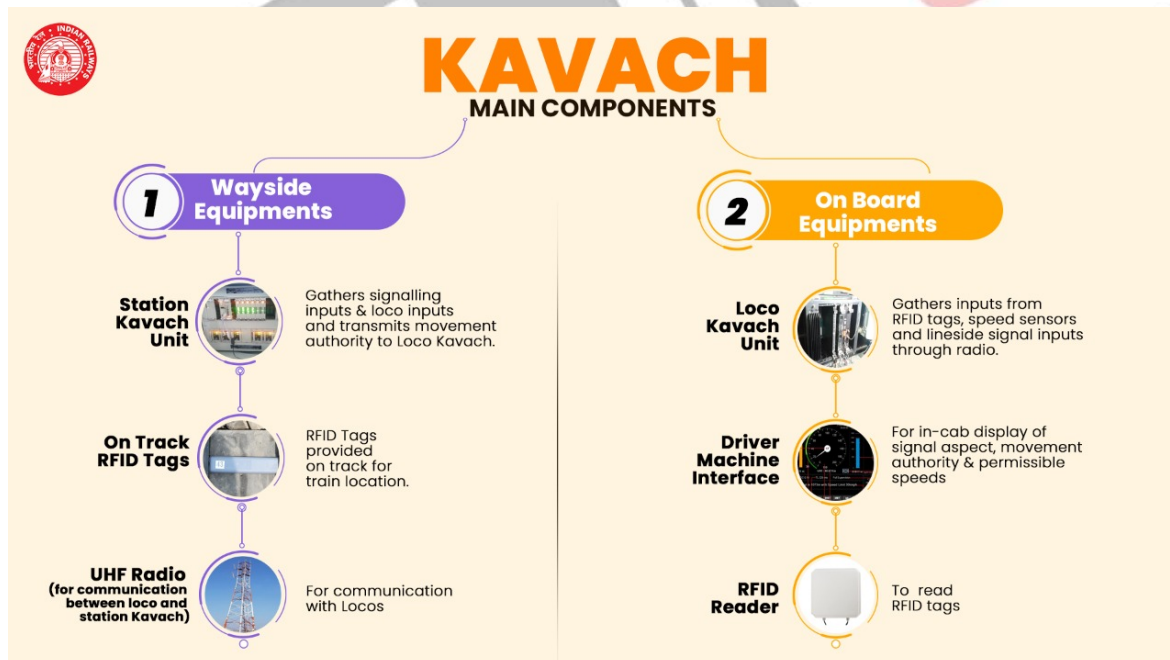 भारतीय रेल INDIAN RAILWAYS
KAVACH
MAIN COMPONENTS
1
Wayside
Equipments
Station
Kavach
Unit
Gathers signalling
inputs & loco inputs
and transmits movement
authority to Loco Kavach.
On Track
RFID Tags
RFID Tags
provided
on track for
train location.
UHF Radio
(for communication
between loco and
station Kavach)
For communication
with Locos
2
On Board
Equipments
Loco
Kavach
Unit
Gathers inputs from
RFID tags, speed sensors
and lineside signal inputs
through radio.
Driver
Machine
Interface
For in-cab display of
signal aspect, movement
authority & permissible
speeds
RFID
Reader
To read
RFID tags